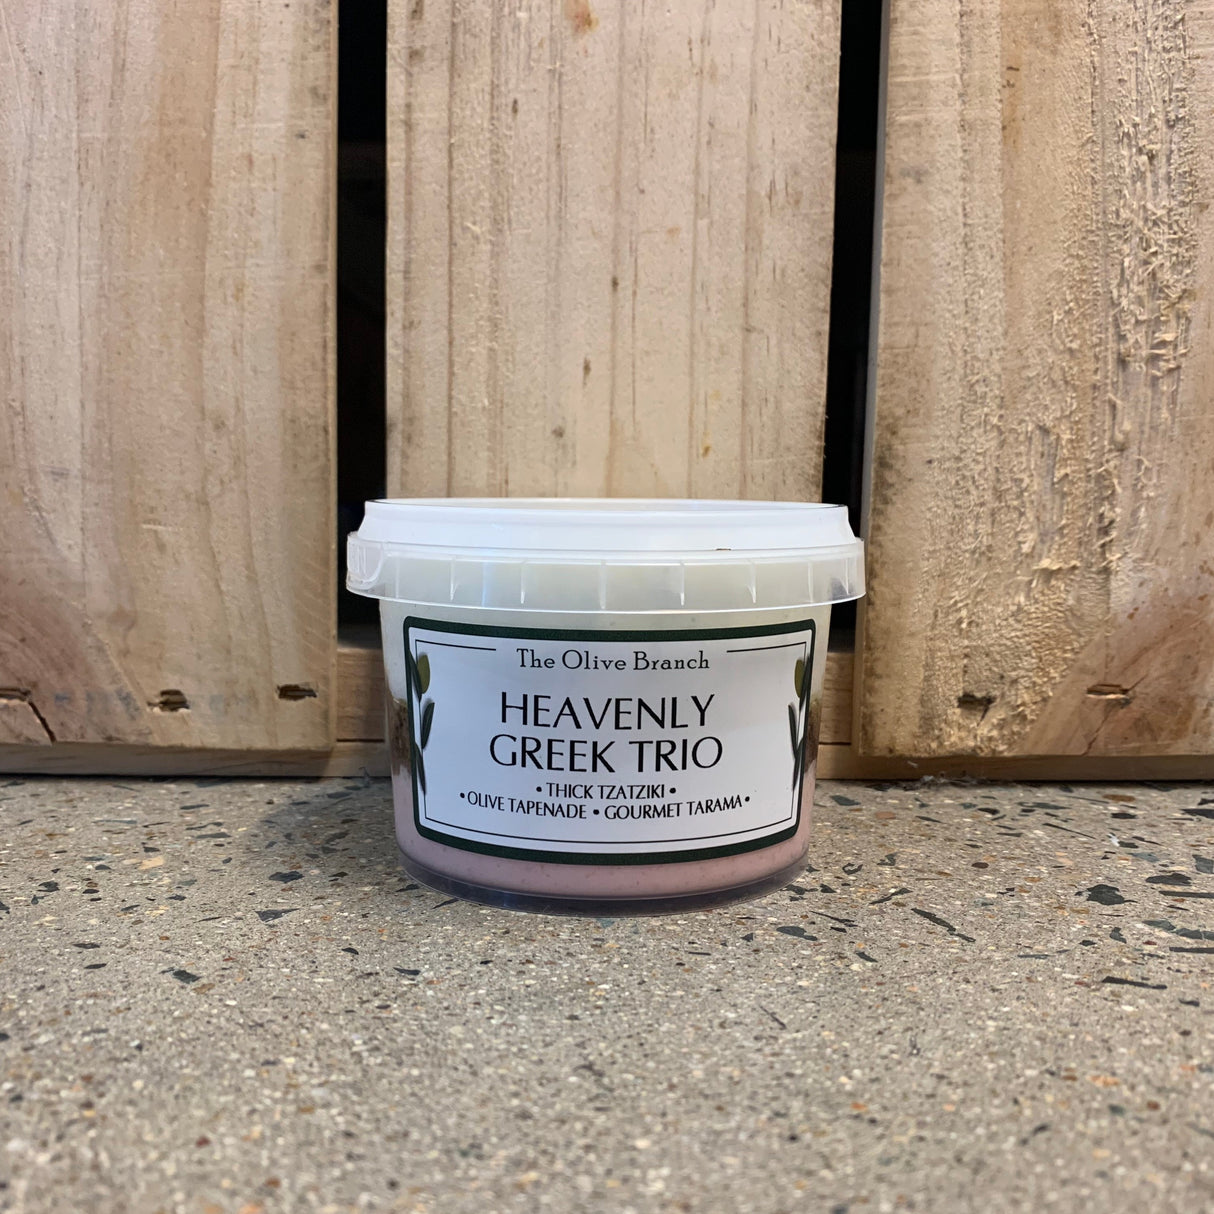 The Olive Branch
HEAVENLY
GREEK TRIO
• THICK TZATZIKI •
• OLIVE TAPENADE • GOURMET TARAMA •